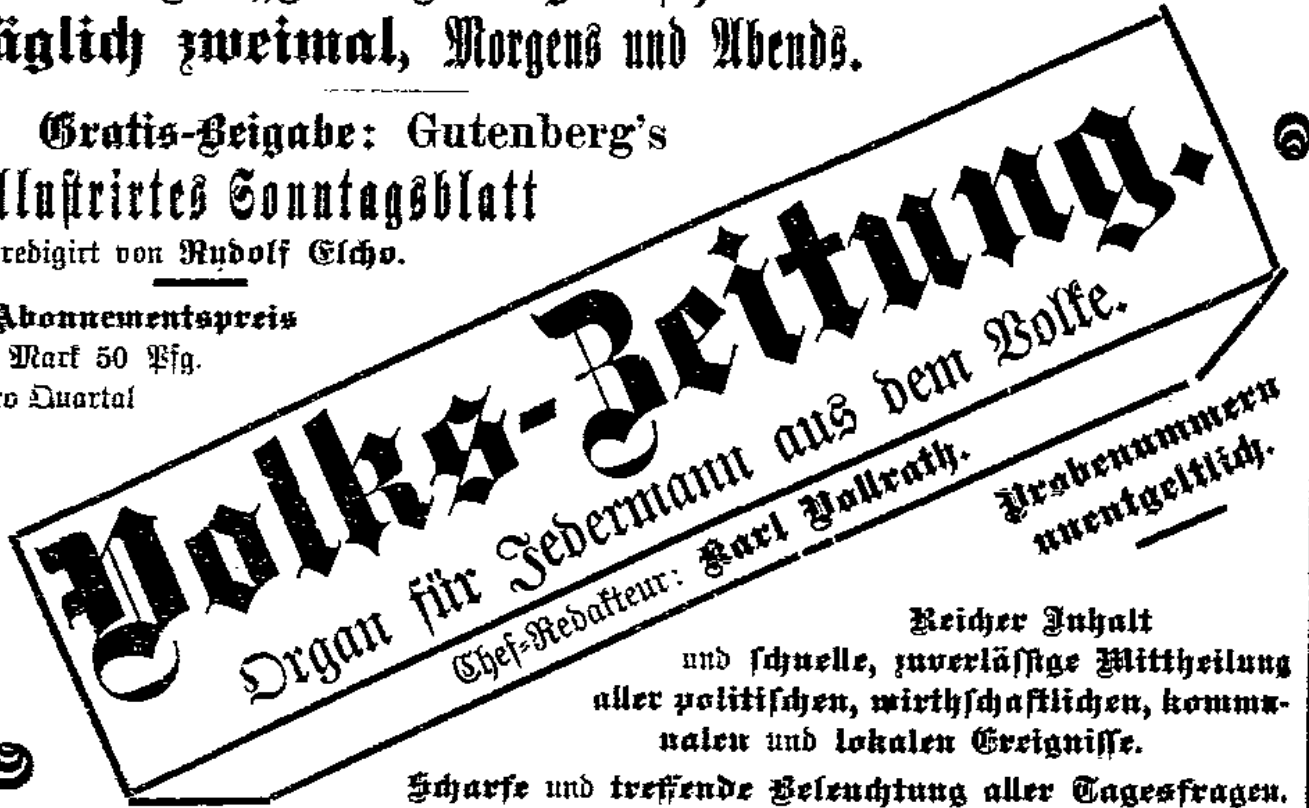 äglich zweimal, Morgens und Abends.
Gratis-Beigabe: Gutenberg's
llustrirtes Sonntagsblatt
redigirt von Rudolf Elcho.
Abonnementspreis
Mark 50 Pfg.
ro Quartal
Volks-Zeitung.
Organ für Jedermann aus dem Volke.
Chef-Redakteur: Karl Vollrath.
Probenummern
unentgeltlich.
Reicher Inhalt
und schnelle, zuverlässige Mittheilung
aller politischen, wirthschaftlichen, kommu-
nalen und lokalen Ereignisse.
Scharfe und treffende Beleuchtung aller Tagesfragen.